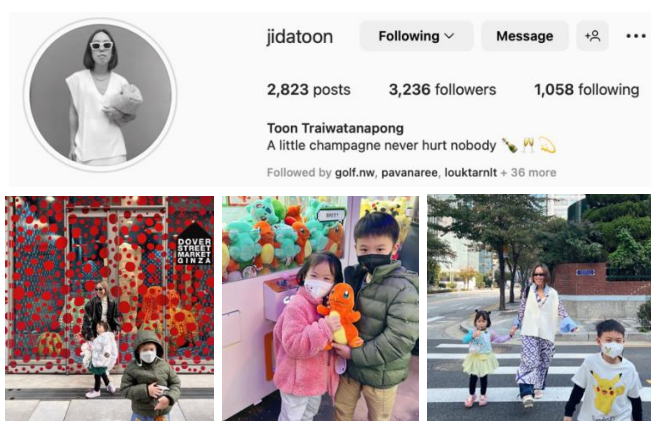 jidatoon
Following
Message
2,823 posts
3,236 followers
1,058 following
Toon Traiwatanapong
A little champagne never hurt nobody 🍾🥂💫
Followed by golf.nw, pavanaree, louktarnlt + 36 more
DOVER
STREET
MARKET
GINZA